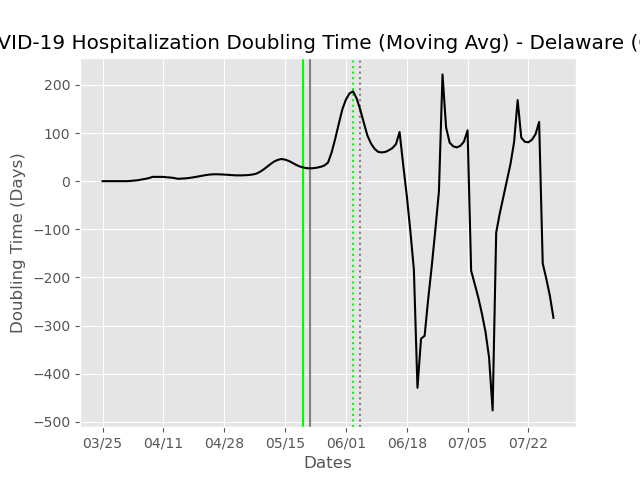 VID-19 Hospitalization Doubling Time (Moving Avg) - Delaware (
200
100
0
−100
−200
−300
−400
−500
Doubling Time (Days)
03/25 04/11 04/28 05/15 06/01 06/18 07/05 07/22
Dates